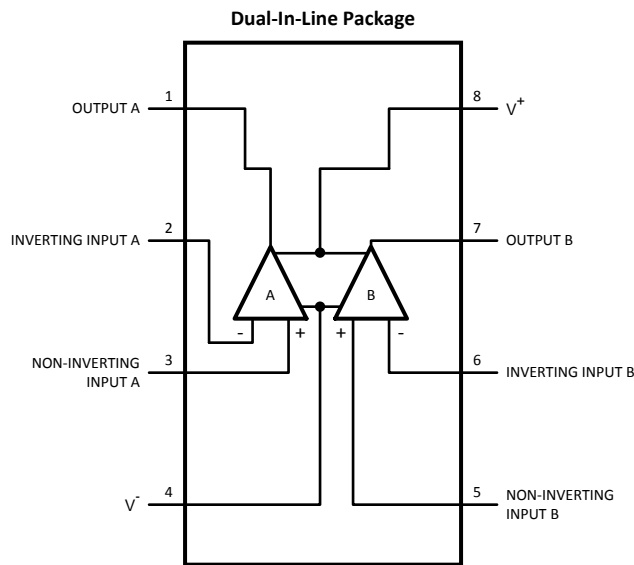 Dual-In-Line Package
1
OUTPUT A
8
V+
2
INVERTING INPUT A
7
OUTPUT B
A
B
-
+
+
-
3
NON-INVERTING
INPUT A
6
INVERTING INPUT B
4
V-
5
NON-INVERTING
INPUT B